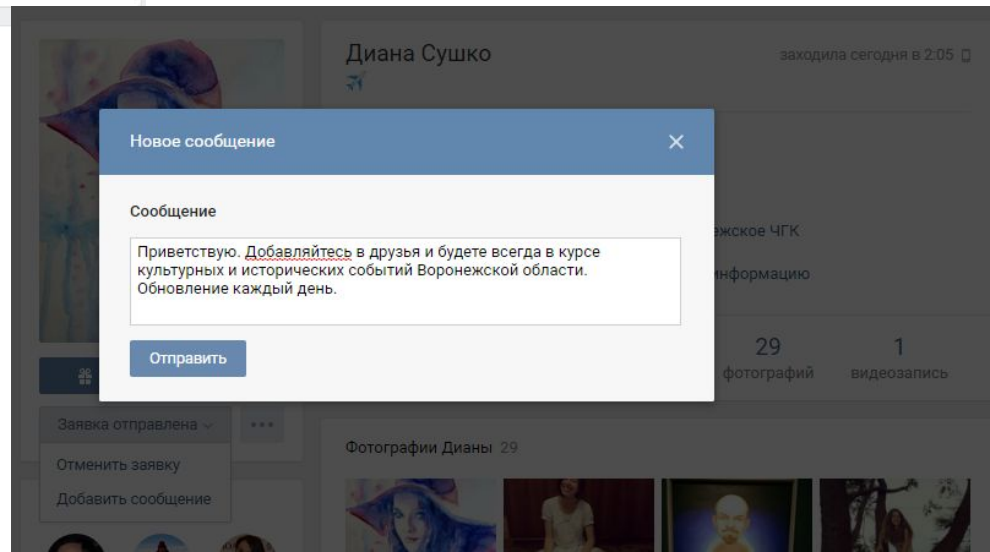 Диана Сушко
заходила сегодня в 2:05
Новое сообщение
Сообщение
Приветствую. Добавляйтесь в друзья и будете всегда в курсе
культурных и исторических событий Воронежской области.
Обновление каждый день.
Отправить
ежское ЧГК
информацию
29
фотографий
1
видеозапись
Заявка отправлена
Отменить заявку
Добавить сообщение
Фотографии Дианы 29